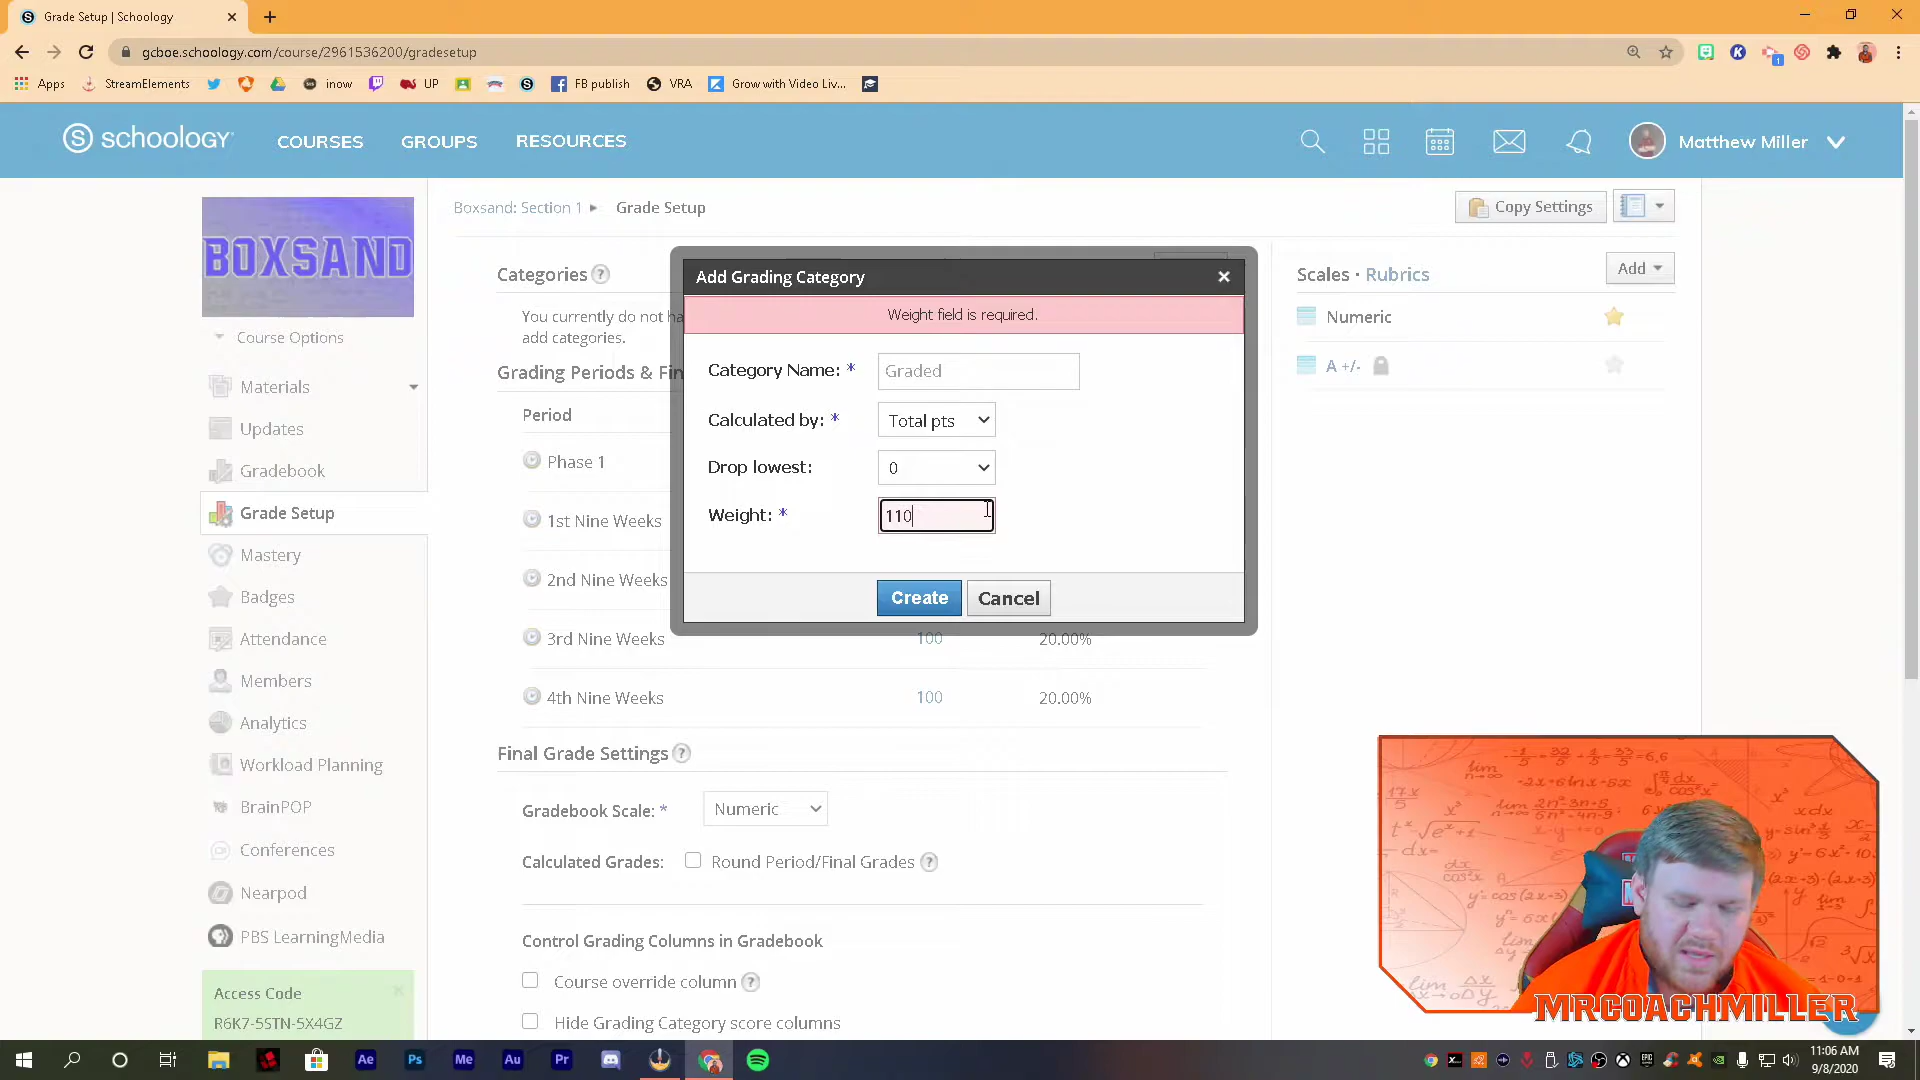 Grade Setup | Schoology
gcboe.schoology.com/course/2961536200/gradesetup
Apps StreamElements inow UP FB publish VRA Grow with Video Liv...
schoology COURSES GROUPS RESOURCES Matthew Miller
BOXSAND
Boxsand: Section 1 Grade Setup
Copy Settings
Course Options
Materials
Updates
Gradebook
Grade Setup
Mastery
Badges
Attendance
Members
Analytics
Workload Planning
BrainPOP
Conferences
Nearpod
PBS LearningMedia
Access Code
R6K7-5STN-5X4GZ
Categories ?
You currently do not ha
add categories.
Grading Periods & Fin
Period
Phase 1
1st Nine Weeks
2nd Nine Weeks
3rd Nine Weeks 100 20.00%
4th Nine Weeks 100 20.00%
Final Grade Settings ?
Gradebook Scale: * Numeric
Calculated Grades: Round Period/Final Grades ?
Control Grading Columns in Gradebook
Course override column ?
Hide Grading Category score columns
Add Grading Category
Weight field is required.
Category Name: * Graded
Calculated by: * Total pts
Drop lowest: 0
Weight: * 110
Create Cancel
Scales · Rubrics
Add
Numeric
A +/-
MRCOACHMILLER
Ae Ps Me Au Pr
11:06 AM
9/8/2020